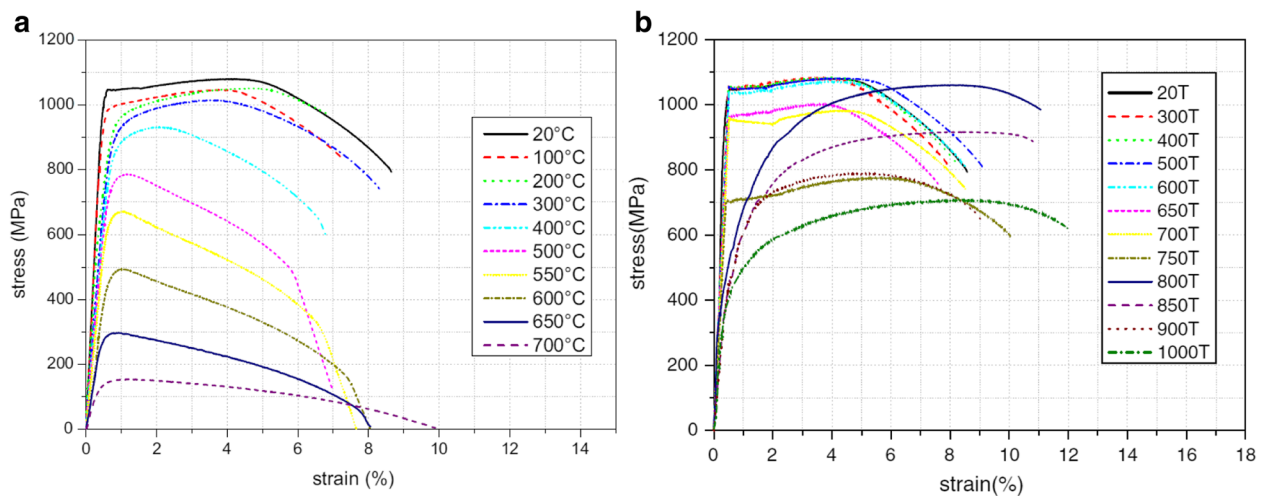 a
stress (MPa)
1200
1000
800
600
400
200
0
0 2 4 6 8 10 12 14
strain (%)
20°C
100°C
200°C
300°C
400°C
500°C
550°C
600°C
650°C
700°C
b
stress(MPa)
1200
1000
800
600
400
200
0
0 2 4 6 8 10 12 14 16 18
strain(%)
20T
300T
400T
500T
600T
650T
700T
750T
800T
850T
900T
1000T